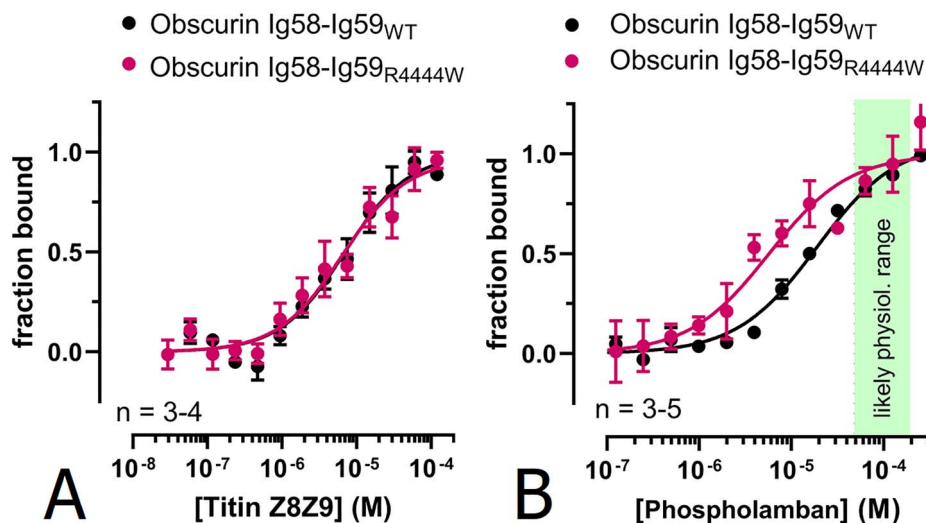 Obscurin Ig58-Ig59WT
Obscurin Ig58-Ig59R4444W
fraction bound
1.0
0.5
0.0
n = 3-4
10-8
10-7
10-6
10-5
10-4
[Titin Z8Z9] (M)
A
Obscurin Ig58-Ig59WT
Obscurin Ig58-Ig59R4444W
fraction bound
1.0
0.5
0.0
likely physiol. range
n = 3-5
10-7
10-6
10-5
10-4
[Phospholamban] (M)
B